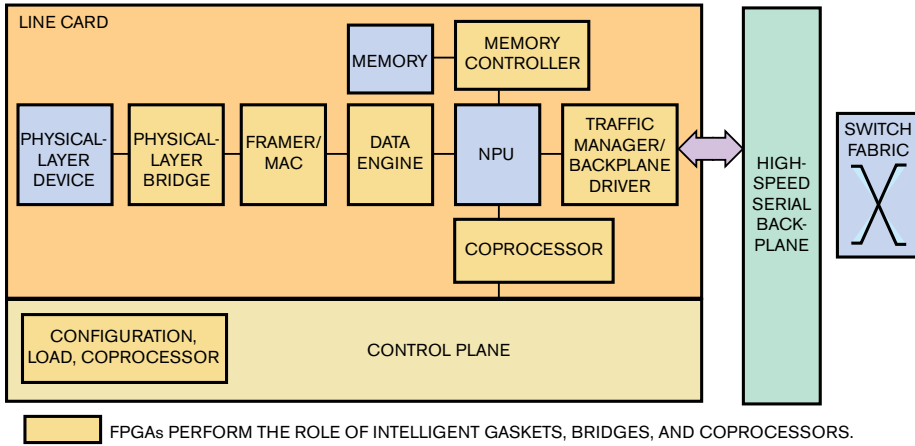 LINE CARD
MEMORY
MEMORY
CONTROLLER
PHYSICAL-
LAYER
DEVICE
PHYSICAL-
LAYER
BRIDGE
FRAMER/
MAC
DATA
ENGINE
NPU
TRAFFIC
MANAGER/
BACKPLANE
DRIVER
COPROCESSOR
HIGH-
SPEED
SERIAL
BACK-
PLANE
SWITCH
FABRIC
CONFIGURATION,
LOAD, COPROCESSOR
CONTROL PLANE
FPGAs PERFORM THE ROLE OF INTELLIGENT GASKETS, BRIDGES, AND COPROCESSORS.